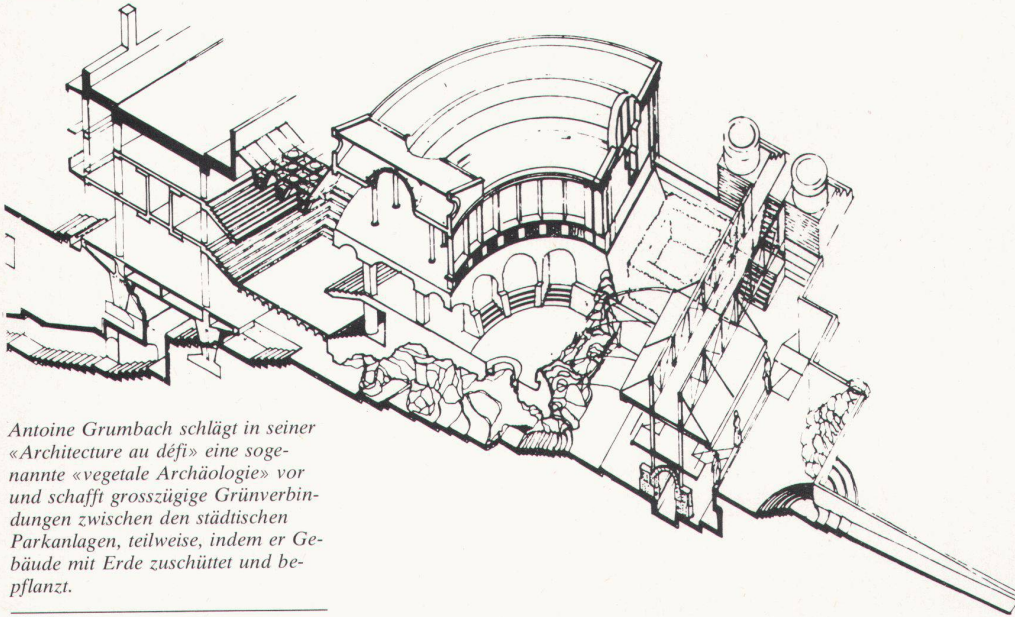 Antoine Grumbach schlägt in seiner
«Architecture au défi» eine soge-
nannte «vegetale Archäologie» vor
und schafft grosszügige Grünverbin-
dungen zwischen den städtischen
Parkanlagen, teilweise, indem er Ge-
bäude mit Erde zuschüttet und be-
pflanzt.